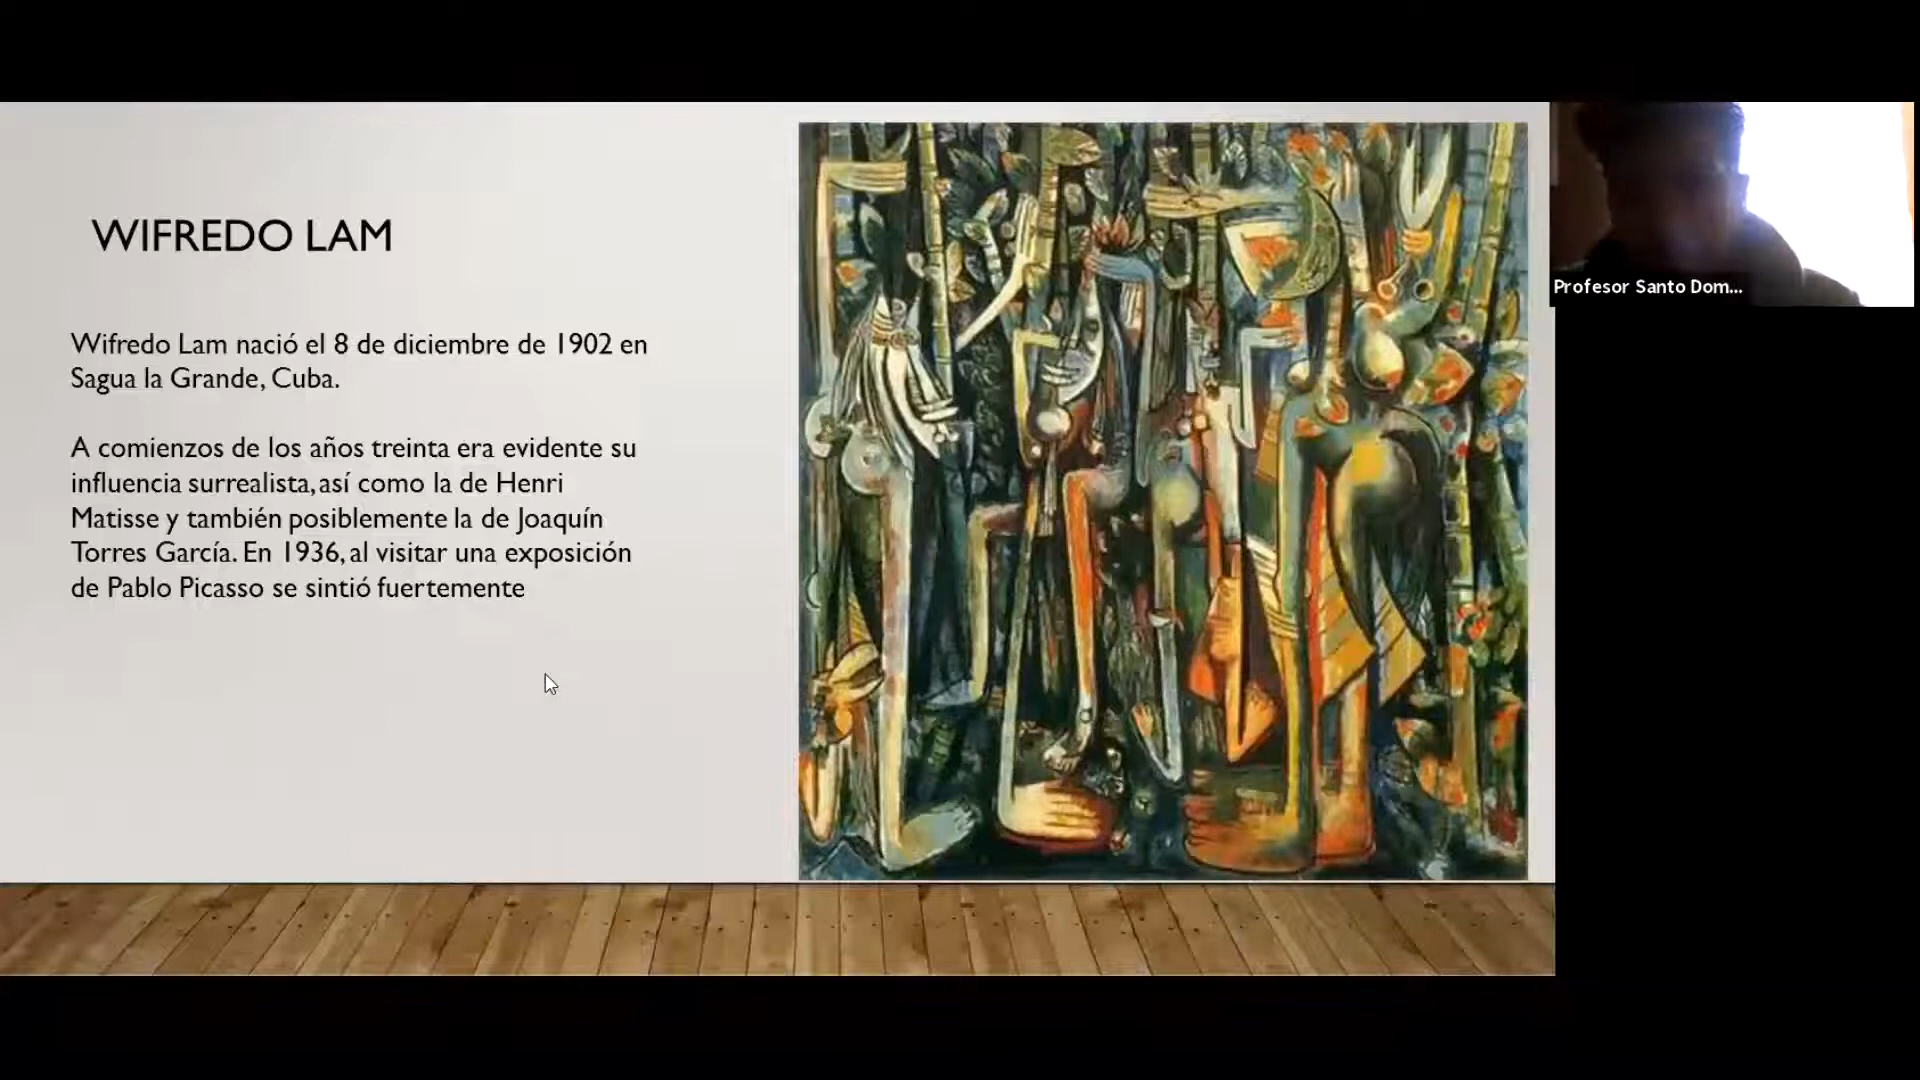 WIFREDO LAM
Wifredo Lam nació el 8 de diciembre de 1902 en
Sagua la Grande, Cuba.
A comienzos de los años treinta era evidente su
influencia surrealista, así como la de Henri
Matisse y también posiblemente la de Joaquín
Torres García. En 1936, al visitar una exposición
de Pablo Picasso se sintió fuertemente
Profesor Santo Dom...